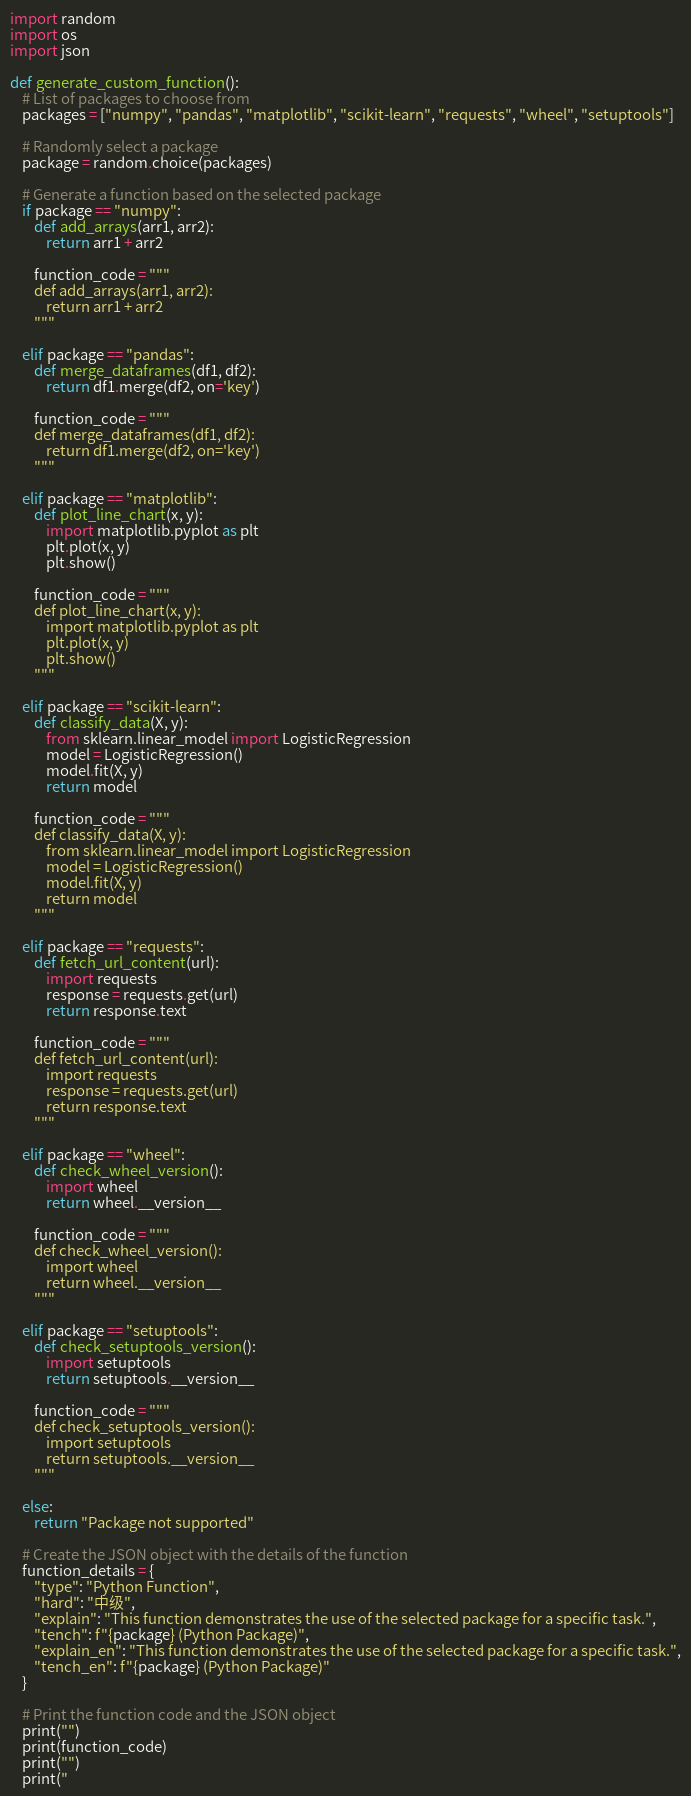 import random
import os
import json

def generate_custom_function():
    # List of packages to choose from
    packages = ["numpy", "pandas", "matplotlib", "scikit-learn", "requests", "wheel", "setuptools"]

    # Randomly select a package
    package = random.choice(packages)

    # Generate a function based on the selected package
    if package == "numpy":
        def add_arrays(arr1, arr2):
            return arr1 + arr2

        function_code = """
        def add_arrays(arr1, arr2):
            return arr1 + arr2
        """

    elif package == "pandas":
        def merge_dataframes(df1, df2):
            return df1.merge(df2, on='key')

        function_code = """
        def merge_dataframes(df1, df2):
            return df1.merge(df2, on='key')
        """

    elif package == "matplotlib":
        def plot_line_chart(x, y):
            import matplotlib.pyplot as plt
            plt.plot(x, y)
            plt.show()

        function_code = """
        def plot_line_chart(x, y):
            import matplotlib.pyplot as plt
            plt.plot(x, y)
            plt.show()
        """

    elif package == "scikit-learn":
        def classify_data(X, y):
            from sklearn.linear_model import LogisticRegression
            model = LogisticRegression()
            model.fit(X, y)
            return model

        function_code = """
        def classify_data(X, y):
            from sklearn.linear_model import LogisticRegression
            model = LogisticRegression()
            model.fit(X, y)
            return model
        """

    elif package == "requests":
        def fetch_url_content(url):
            import requests
            response = requests.get(url)
            return response.text

        function_code = """
        def fetch_url_content(url):
            import requests
            response = requests.get(url)
            return response.text
        """

    elif package == "wheel":
        def check_wheel_version():
            import wheel
            return wheel.__version__

        function_code = """
        def check_wheel_version():
            import wheel
            return wheel.__version__
        """

    elif package == "setuptools":
        def check_setuptools_version():
            import setuptools
            return setuptools.__version__

        function_code = """
        def check_setuptools_version():
            import setuptools
            return setuptools.__version__
        """

    else:
        return "Package not supported"

    # Create the JSON object with the details of the function
    function_details = {
        "type": "Python Function",
        "hard": "中级",
        "explain": "This function demonstrates the use of the selected package for a specific task.",
        "tench": f"{package} (Python Package)",
        "explain_en": "This function demonstrates the use of the selected package for a specific task.",
        "tench_en": f"{package} (Python Package)"
    }

    # Print the function code and the JSON object
    print("")
    print(function_code)
    print("")
    print("